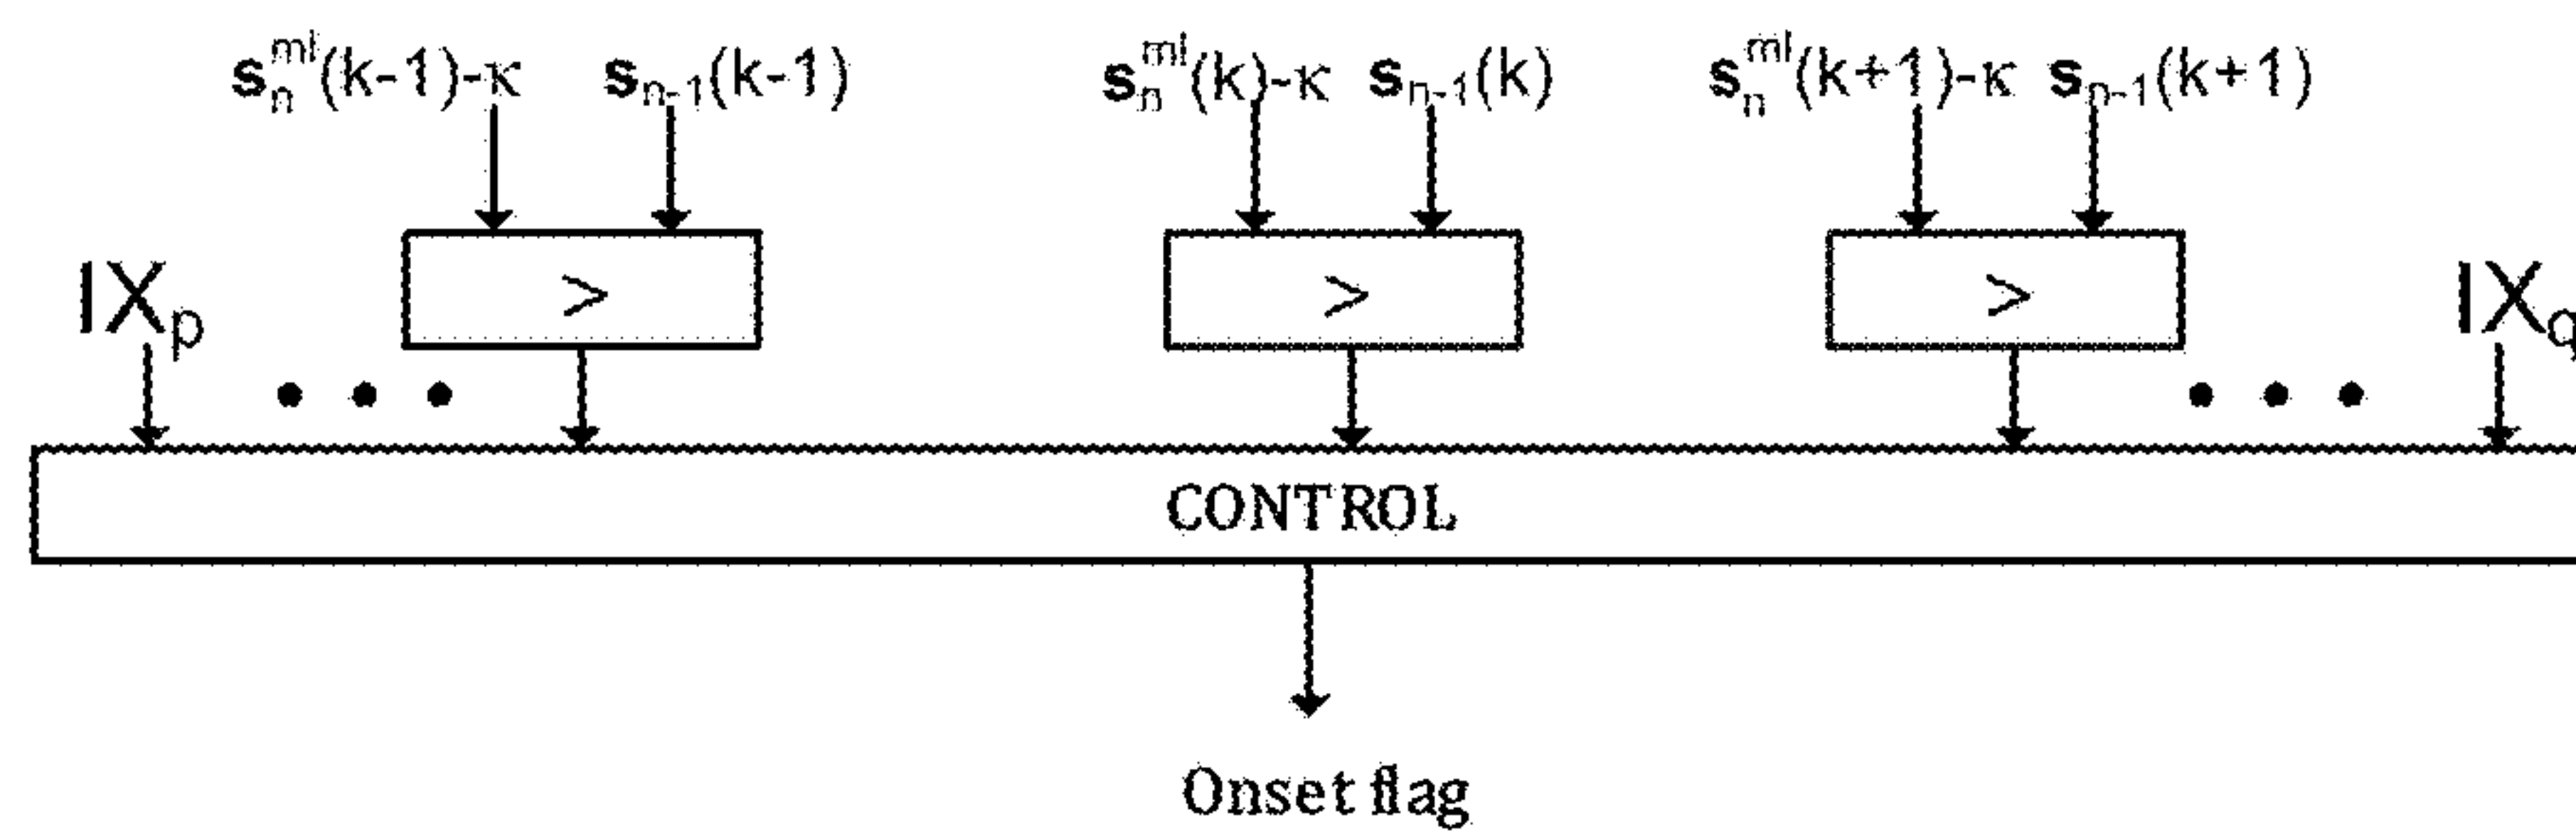 s_n^ml(k-1)-κ s_n-1(k-1) s_n^ml(k)-κ s_n-1(k) s_n^ml(k+1)-κ s_n-1(k+1)
IX_p > > > IX_q
CONTROL
Onset flag